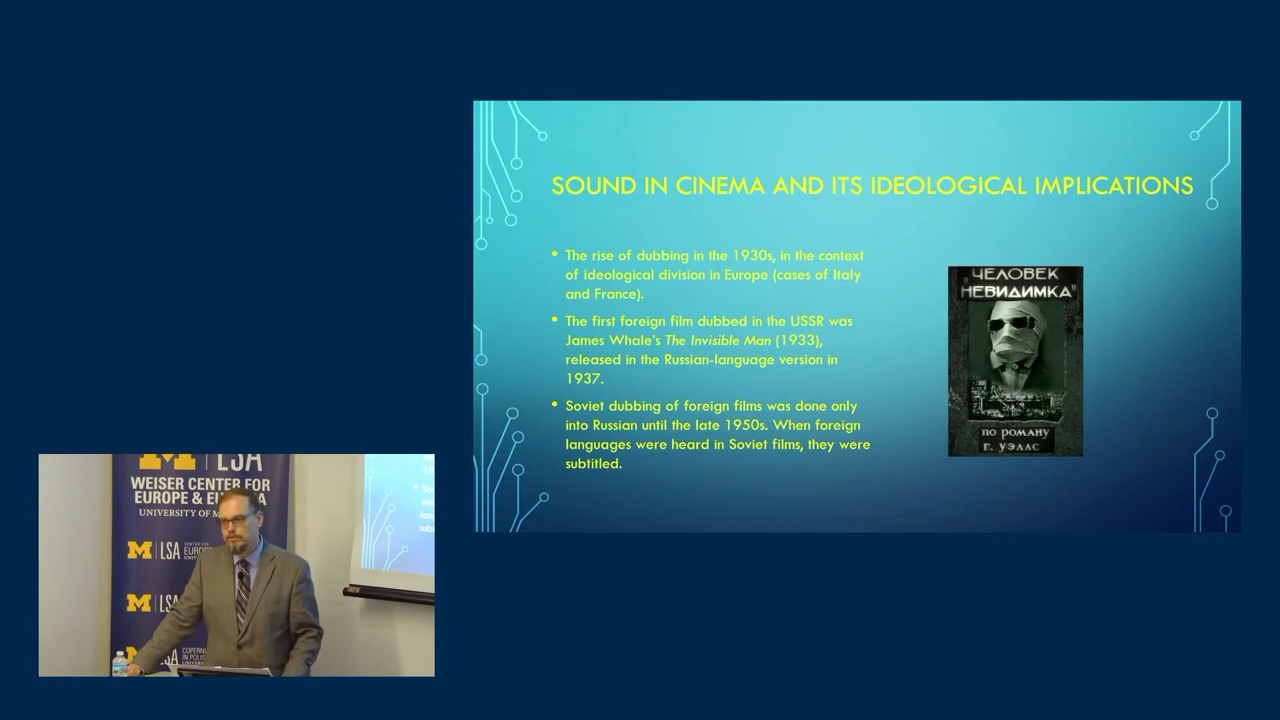 SOUND IN CINEMA AND ITS IDEOLOGICAL IMPLICATIONS
• The rise of dubbing in the 1930s, in the context
of ideological division in Europe (cases of Italy
and France).
• The first foreign film dubbed in the USSR was
James Whale's The Invisible Man (1933),
released in the Russian-language version in
1937.
• Soviet dubbing of foreign films was done only
into Russian until the late 1950s. When foreign
languages were heard in Soviet films, they were
subtitled.
ЧЕЛОВЕК
"НЕВИДИМКА"
ПО РОМАНУ
Г. УЭЛЛС
M LSA
WEISER CENTER FOR
EUROPE &
UNIVERSITY OF
M LSA CENTER FOR
M
M
COPERN
IN POLIS